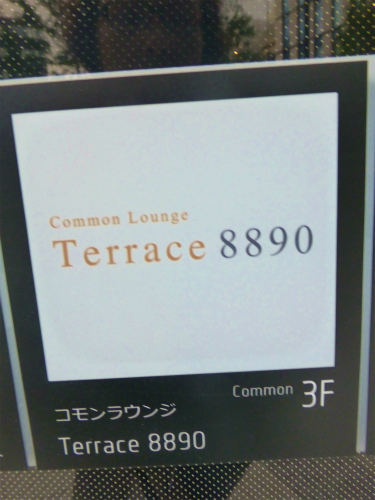 Common Lounge
Terrace 8890
Common 3F
コモンラウンジ
Terrace 8890